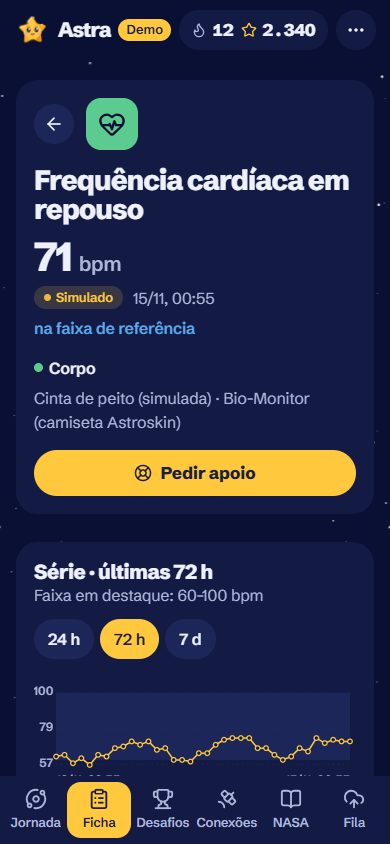 Astra Demo 12 2.340
Frequência cardíaca em
repouso
71 bpm
Simulado 15/11, 00:55
na faixa de referência
Corpo
Cinta de peito (simulada) · Bio-Monitor
(camiseta Astroskin)
Pedir apoio
Série · últimas 72 h
Faixa em destaque: 60-100 bpm
24 h 72 h 7 d
100
79
57
Jornada Ficha Desafios Conexões NASA Fila